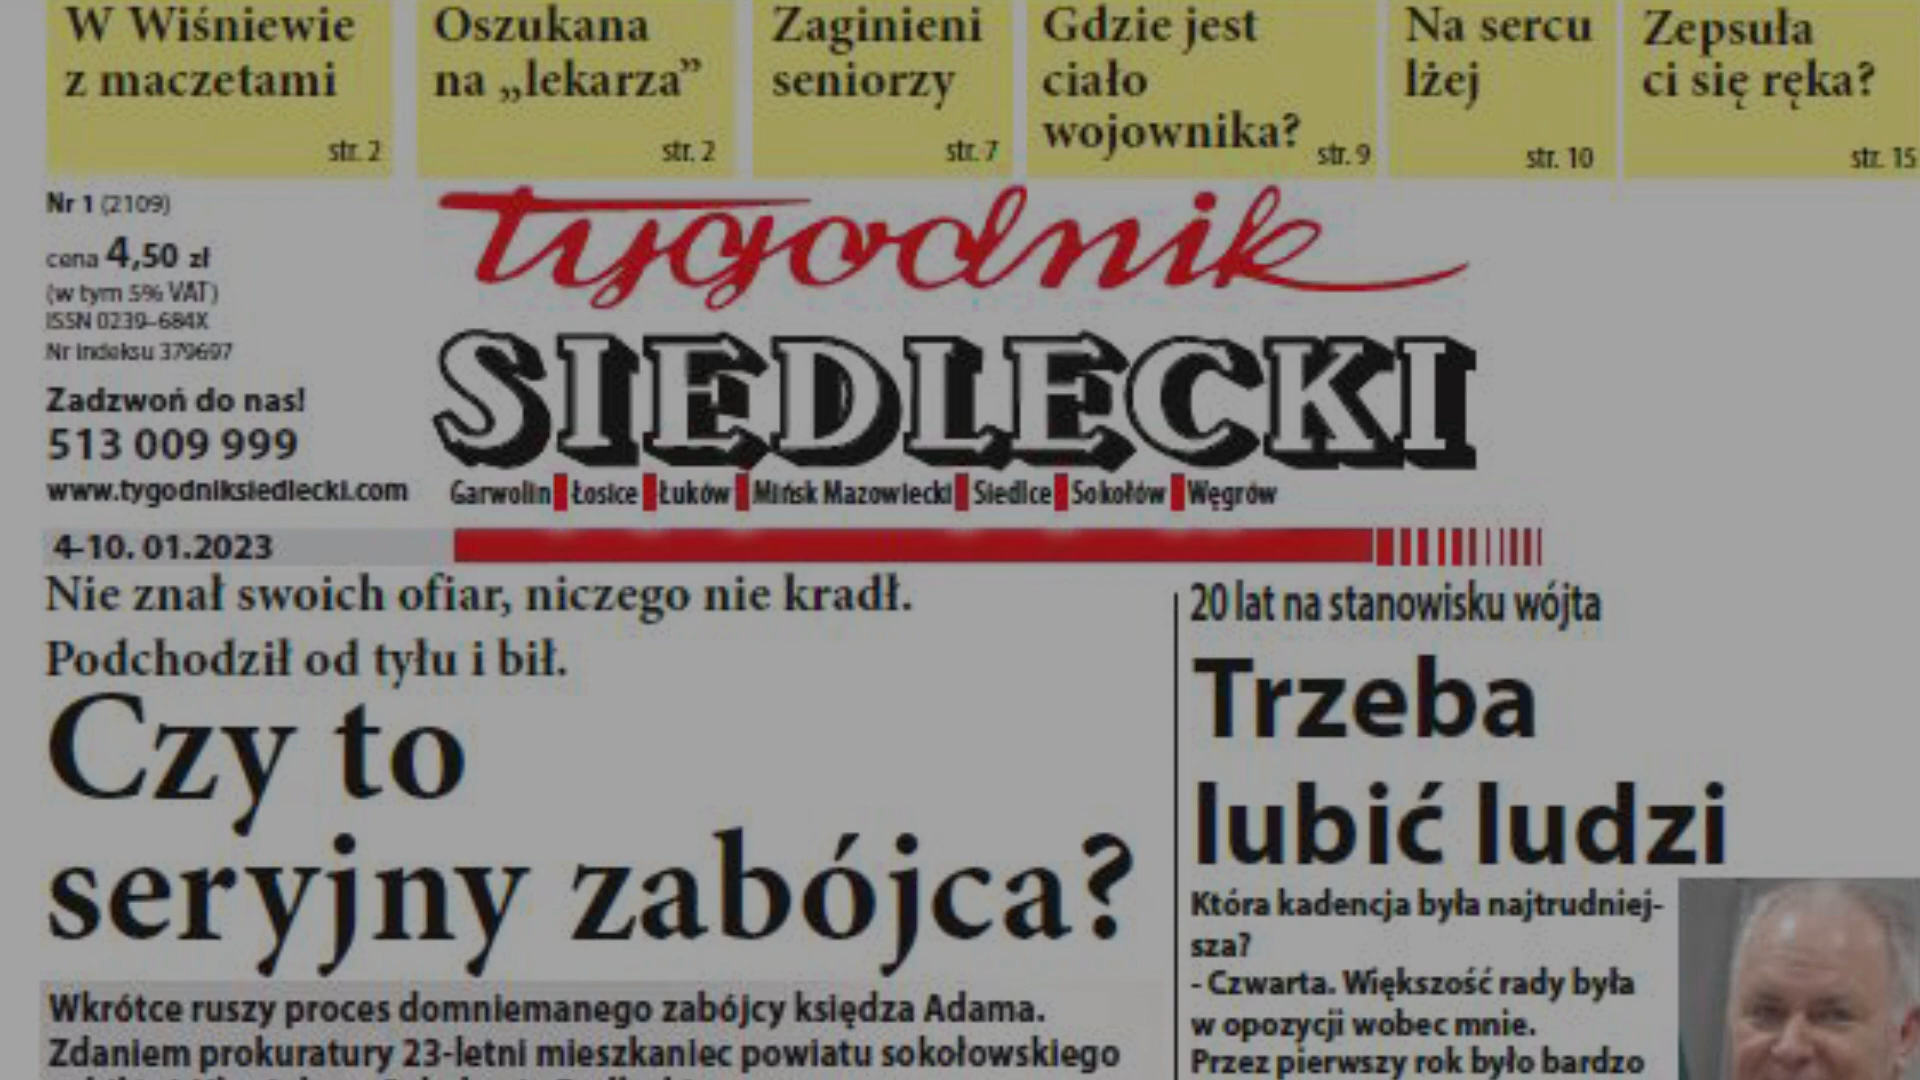 W Wiśniewie
z maczetami
str. 2
Oszukana
na „lekarza”
str. 2
Zaginieni
seniorzy
str. 7
Gdzie jest
ciało
wojownika?
str. 9
Na sercu
lżej
str. 10
Zepsuła
ci się ręka?
str. 15
Nr 1 (2109)
cena 4,50 zł
(w tym 5% VAT)
ISSN 0239-684X
Nr indeksu 379697
Zadzwoń do nas!
513 009 999
www.tygodniksiedlecki.com
4-10. 01.2023
tygodnik
SIEDLECKI
Garwolin Łosice Łuków Mińsk Mazowiecki Siedlce Sokołów Węgrów
Nie znał swoich ofiar, niczego nie kradł.
Podchodził od tyłu i bił.
Czy to
seryjny zabójca?
Wkrótce ruszy proces domniemanego zabójcy księdza Adama.
Zdaniem prokuratury 23-letni mieszkaniec powiatu sokołowskiego
20 lat na stanowisku wójta
Trzeba
lubić ludzi
Która kadencja była najtrudniej-
sza?
- Czwarta. Większość rady była
w opozycji wobec mnie.
Przez pierwszy rok było bardzo